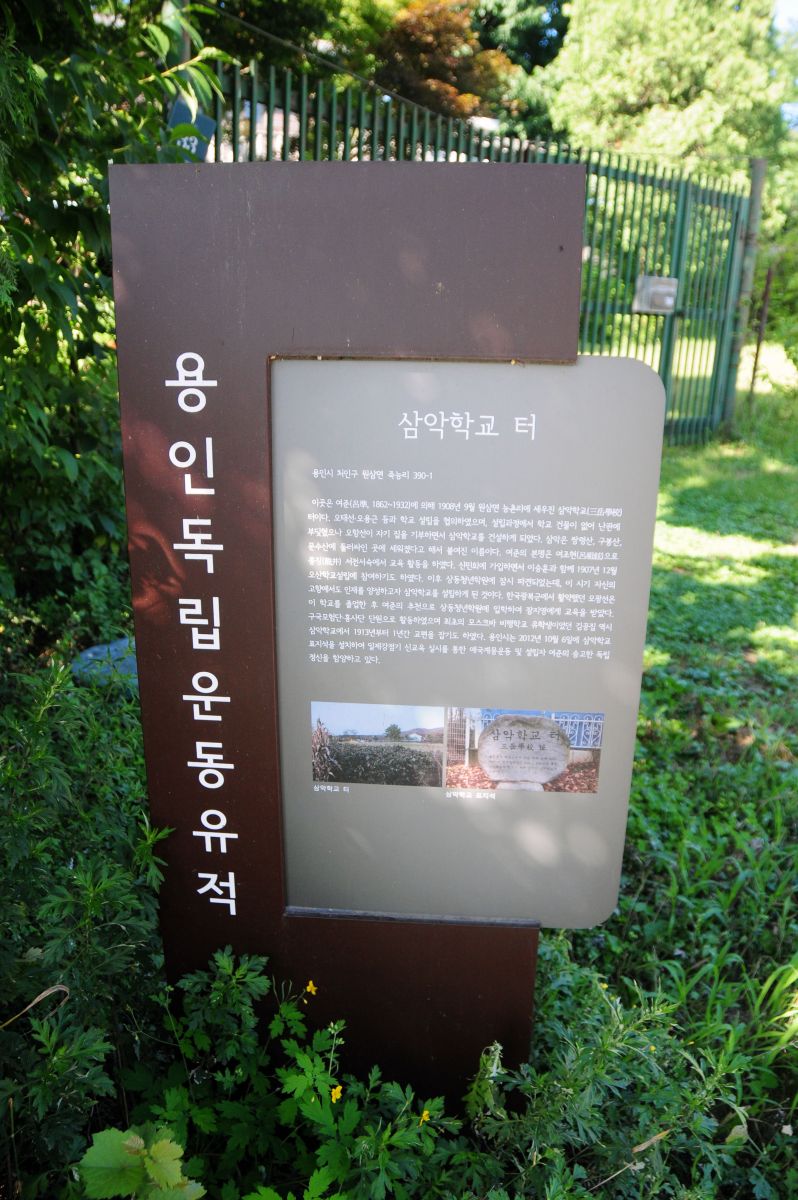 용인독립운동유적
삼악학교 터
용인시 처인구 원삼면 죽능리 390-1
이곳은 여준(呂準, 1862~1932)에 의해 1908년 9월 원삼면 능촌리에 세우진 삼악학교(三岳學校)
터이다. 오태선·오용근 등과 학교 설립을 협의하였으며, 설립과정에서 학교 건물이 없어 난관에
부딪혔으나 오항선이 자기 집을 기부하면서 삼악학교를 건설하게 되었다. 삼악은 쌍령산, 구봉산,
문수산에 둘러싸인 곳에 세워졌다고 해서 붙여진 이름이다. 여준의 본명은 여조현(呂祖鉉)으로
룡정(龍井) 서전서숙에서 교육 활동을 하였다. 신민회에 가입하면서 이승훈과 함께 1907년 12월
오산학교설립에 참여하기도 하였다. 이후 상동청년학원에 잠시 파견되었는데, 이 시기 자신의
고향에서도 인재를 양성하고자 삼악학교를 설립하게 된 것이다. 한국광복군에서 활약했던 오광선은
이 학교를 졸업한 후 여준의 추천으로 상동청년학원에 입학하여 윤치영에게 교육을 받았다.
구국모험단·흥사단 단원으로 활동하였으며 최초의 모스크바 비행학교 유학생이었던 김공집 역시
삼악학교에서 1913년부터 1년간 교편을 잡기도 하였다. 용인시는 2012년 10월 6일에 삼악학교
표지석을 설치하여 일제강점기 신교육 실시를 통한 애국계몽운동 및 설립자 여준의 숭고한 독립
정신을 함양하고 있다.
삼악학교 터
三岳學校 址
삼악학교 터
삼악학교 표지석